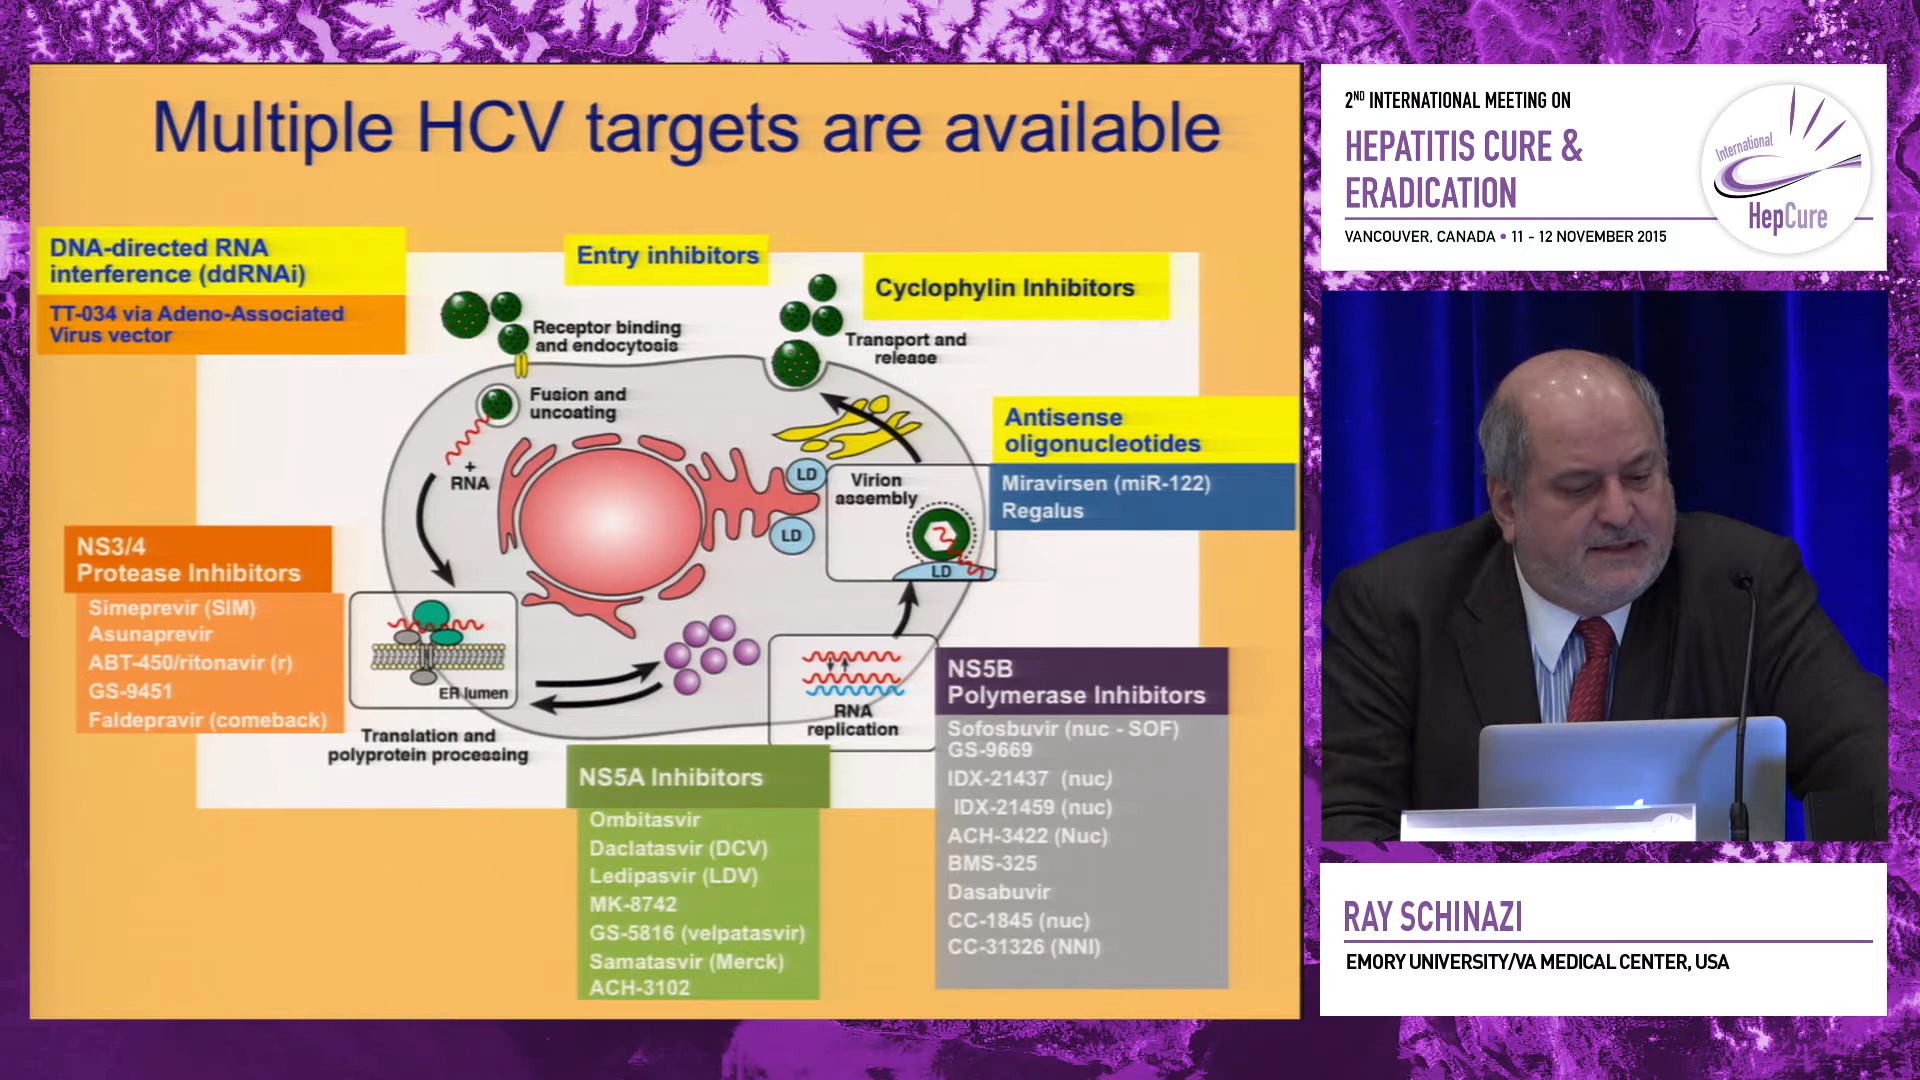 Multiple HCV targets are available
DNA-directed RNA
interference (ddRNAi)
TT-034 via Adeno-Associated
Virus vector
Entry inhibitors
Cyclophylin Inhibitors
Receptor binding
and endocytosis
Transport and
release
Fusion and
uncoating
+
RNA
Antisense
oligonucleotides
Miravirsen (miR-122)
Regalus
LD
LD
Virion
assembly
LD
NS3/4
Protease Inhibitors
Simeprevir (SIM)
Asunaprevir
ABT-450/ritonavir (r)
GS-9451
Faldepravir (comeback)
ER lumen
Translation and
polyprotein processing
RNA
replication
NS5A Inhibitors
Ombitasvir
Daclatasvir (DCV)
Ledipasvir (LDV)
MK-8742
GS-5816 (velpatasvir)
Samatasvir (Merck)
ACH-3102
NS5B
Polymerase Inhibitors
Sofosbuvir (nuc - SOF)
GS-9669
IDX-21437 (nuc)
IDX-21459 (nuc)
ACH-3422 (Nuc)
BMS-325
Dasabuvir
CC-1845 (nuc)
CC-31326 (NNI)
2ND INTERNATIONAL MEETING ON
HEPATITIS CURE &
ERADICATION
VANCOUVER, CANADA • 11 - 12 NOVEMBER 2015
International
HepCure
RAY SCHINAZI
EMORY UNIVERSITY/VA MEDICAL CENTER, USA